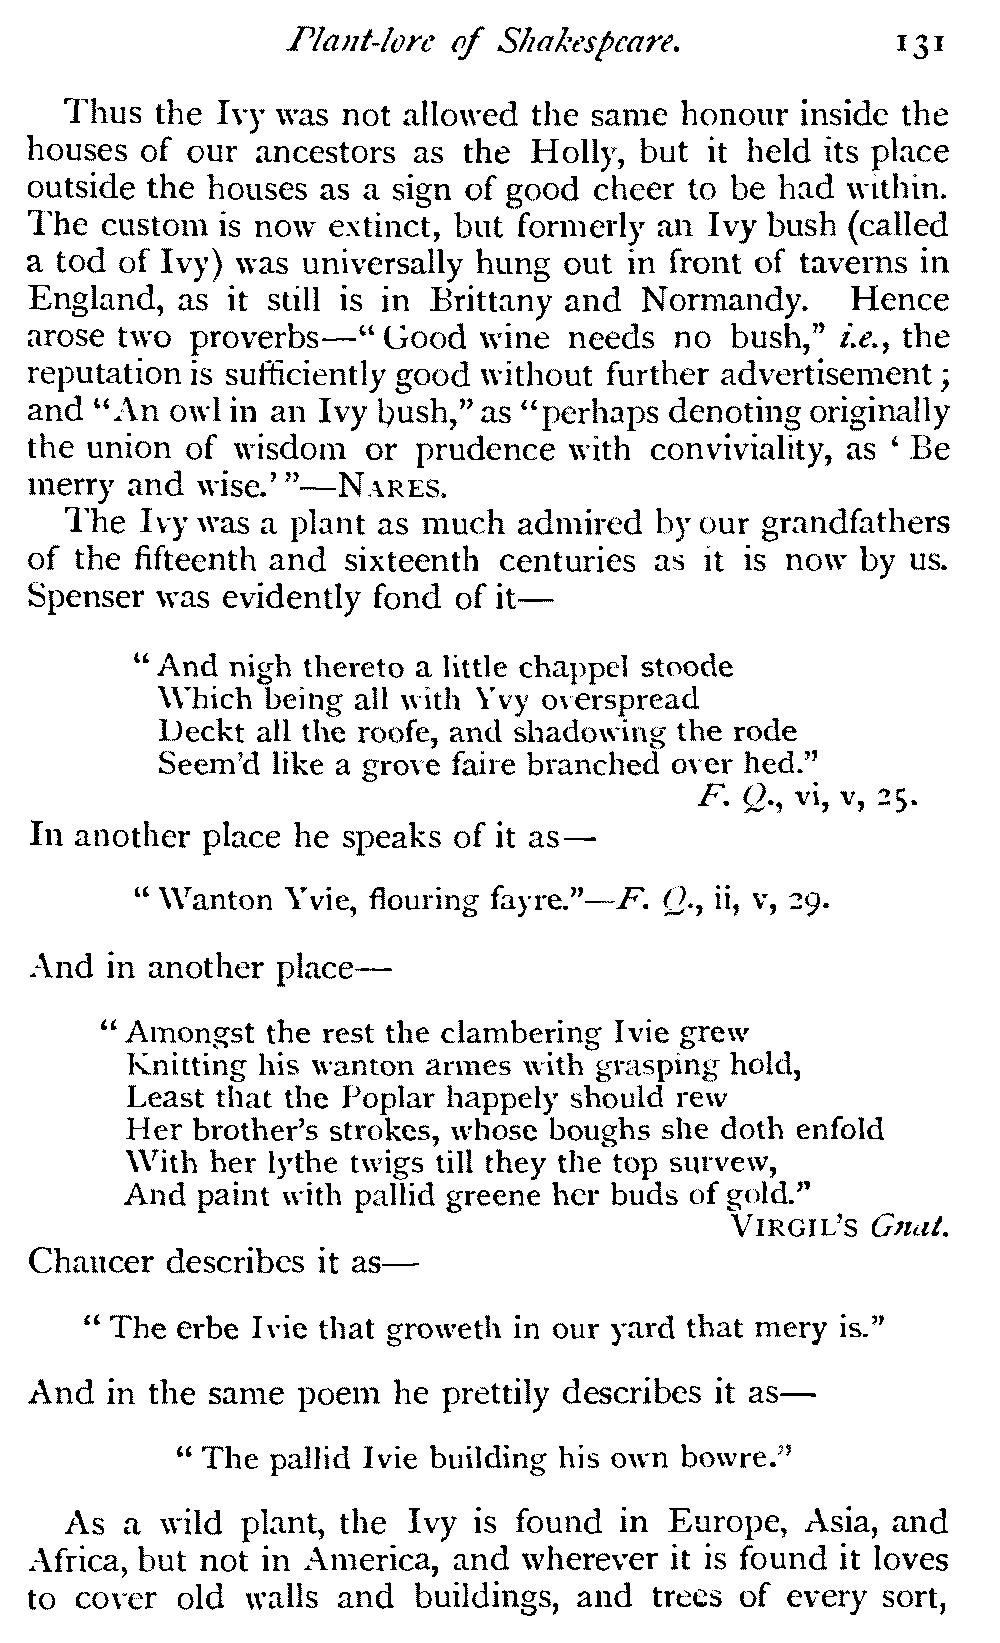 Plant-lore of Shakespeare. 131
Thus the Ivy was not allowed the same honour inside the
houses of our ancestors as the Holly, but it held its place
outside the houses as a sign of good cheer to be had within.
The custom is now extinct, but formerly an Ivy bush (called
a tod of Ivy) was universally hung out in front of taverns in
England, as it still is in Brittany and Normandy. Hence
arose two proverbs—“Good wine needs no bush,” i.e., the
reputation is sufficiently good without further advertisement;
and “An owl in an Ivy bush,” as “perhaps denoting originally
the union of wisdom or prudence with conviviality, as ‘Be
merry and wise.’”—NARES.
The Ivy was a plant as much admired by our grandfathers
of the fifteenth and sixteenth centuries as it is now by us.
Spenser was evidently fond of it—
“And nigh thereto a little chappel stoode
Which being all with Yvy overspread
Deckt all the roofe, and shadowing the rode
Seem’d like a grove faire branched over hed.”
F. Q., vi, v, 25.
In another place he speaks of it as—
“Wanton Yvie, flouring fayre.”—F. Q., ii, v, 29.
And in another place—
“Amongst the rest the clambering Ivie grew
Knitting his wanton armes with grasping hold,
Least that the Poplar happely should rew
Her brother’s strokes, whose boughs she doth enfold
With her lythe twigs till they the top survew,
And paint with pallid greene her buds of gold.”
VIRGIL’S Gnat.
Chaucer describes it as—
“The erbe Ivie that groweth in our yard that mery is.”
And in the same poem he prettily describes it as—
“The pallid Ivie building his own bowre.”
As a wild plant, the Ivy is found in Europe, Asia, and
Africa, but not in America, and wherever it is found it loves
to cover old walls and buildings, and trees of every sort,